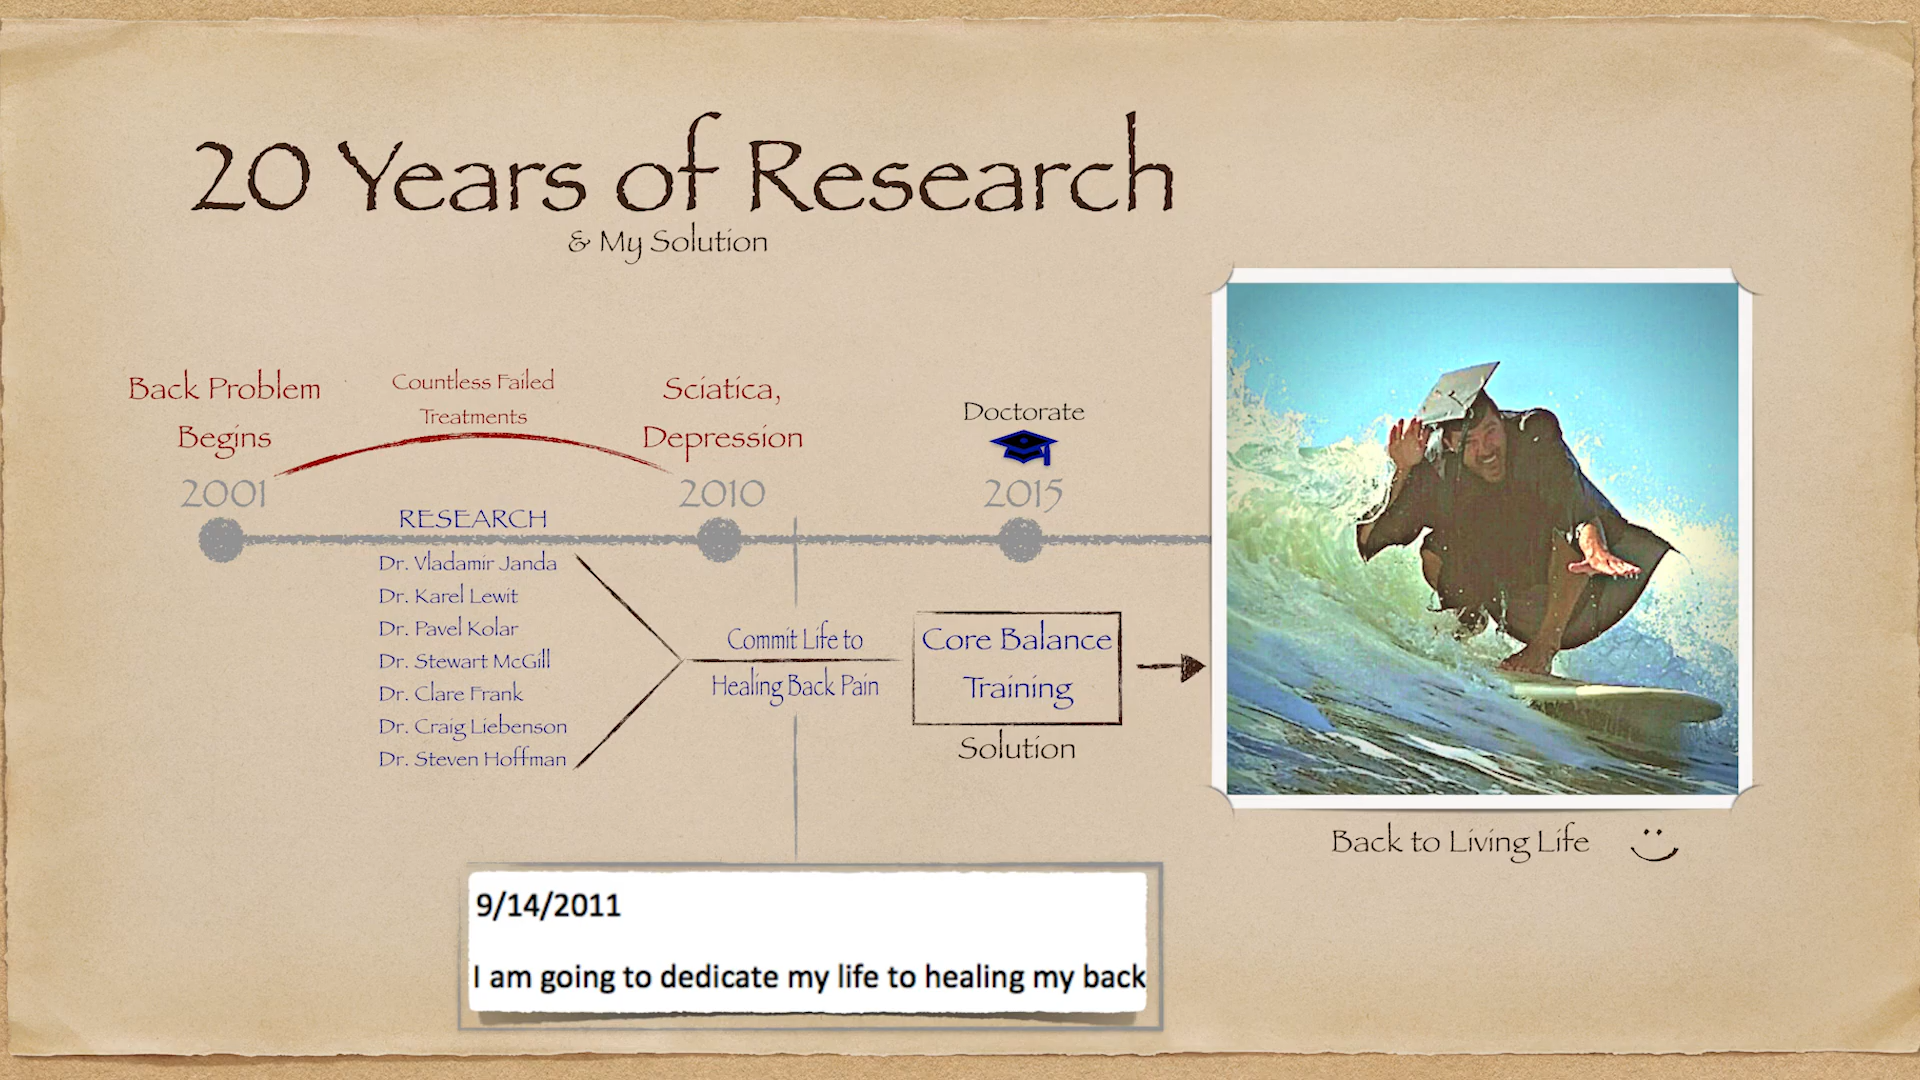 20 Years of Research
& My Solution
Back Problem
Begins
Countless Failed
Treatments
Sciatica,
Depression
Doctorate
2001
2010
2015
RESEARCH
Dr. Vladamir Janda
Dr. Karel Lewit
Dr. Pavel Kolar
Dr. Stewart McGill
Dr. Clare Frank
Dr. Craig Liebenson
Dr. Steven Hoffman
Commit Life to
Healing Back Pain
Core Balance
Training
Solution
Back to Living Life
9/14/2011
I am going to dedicate my life to healing my back